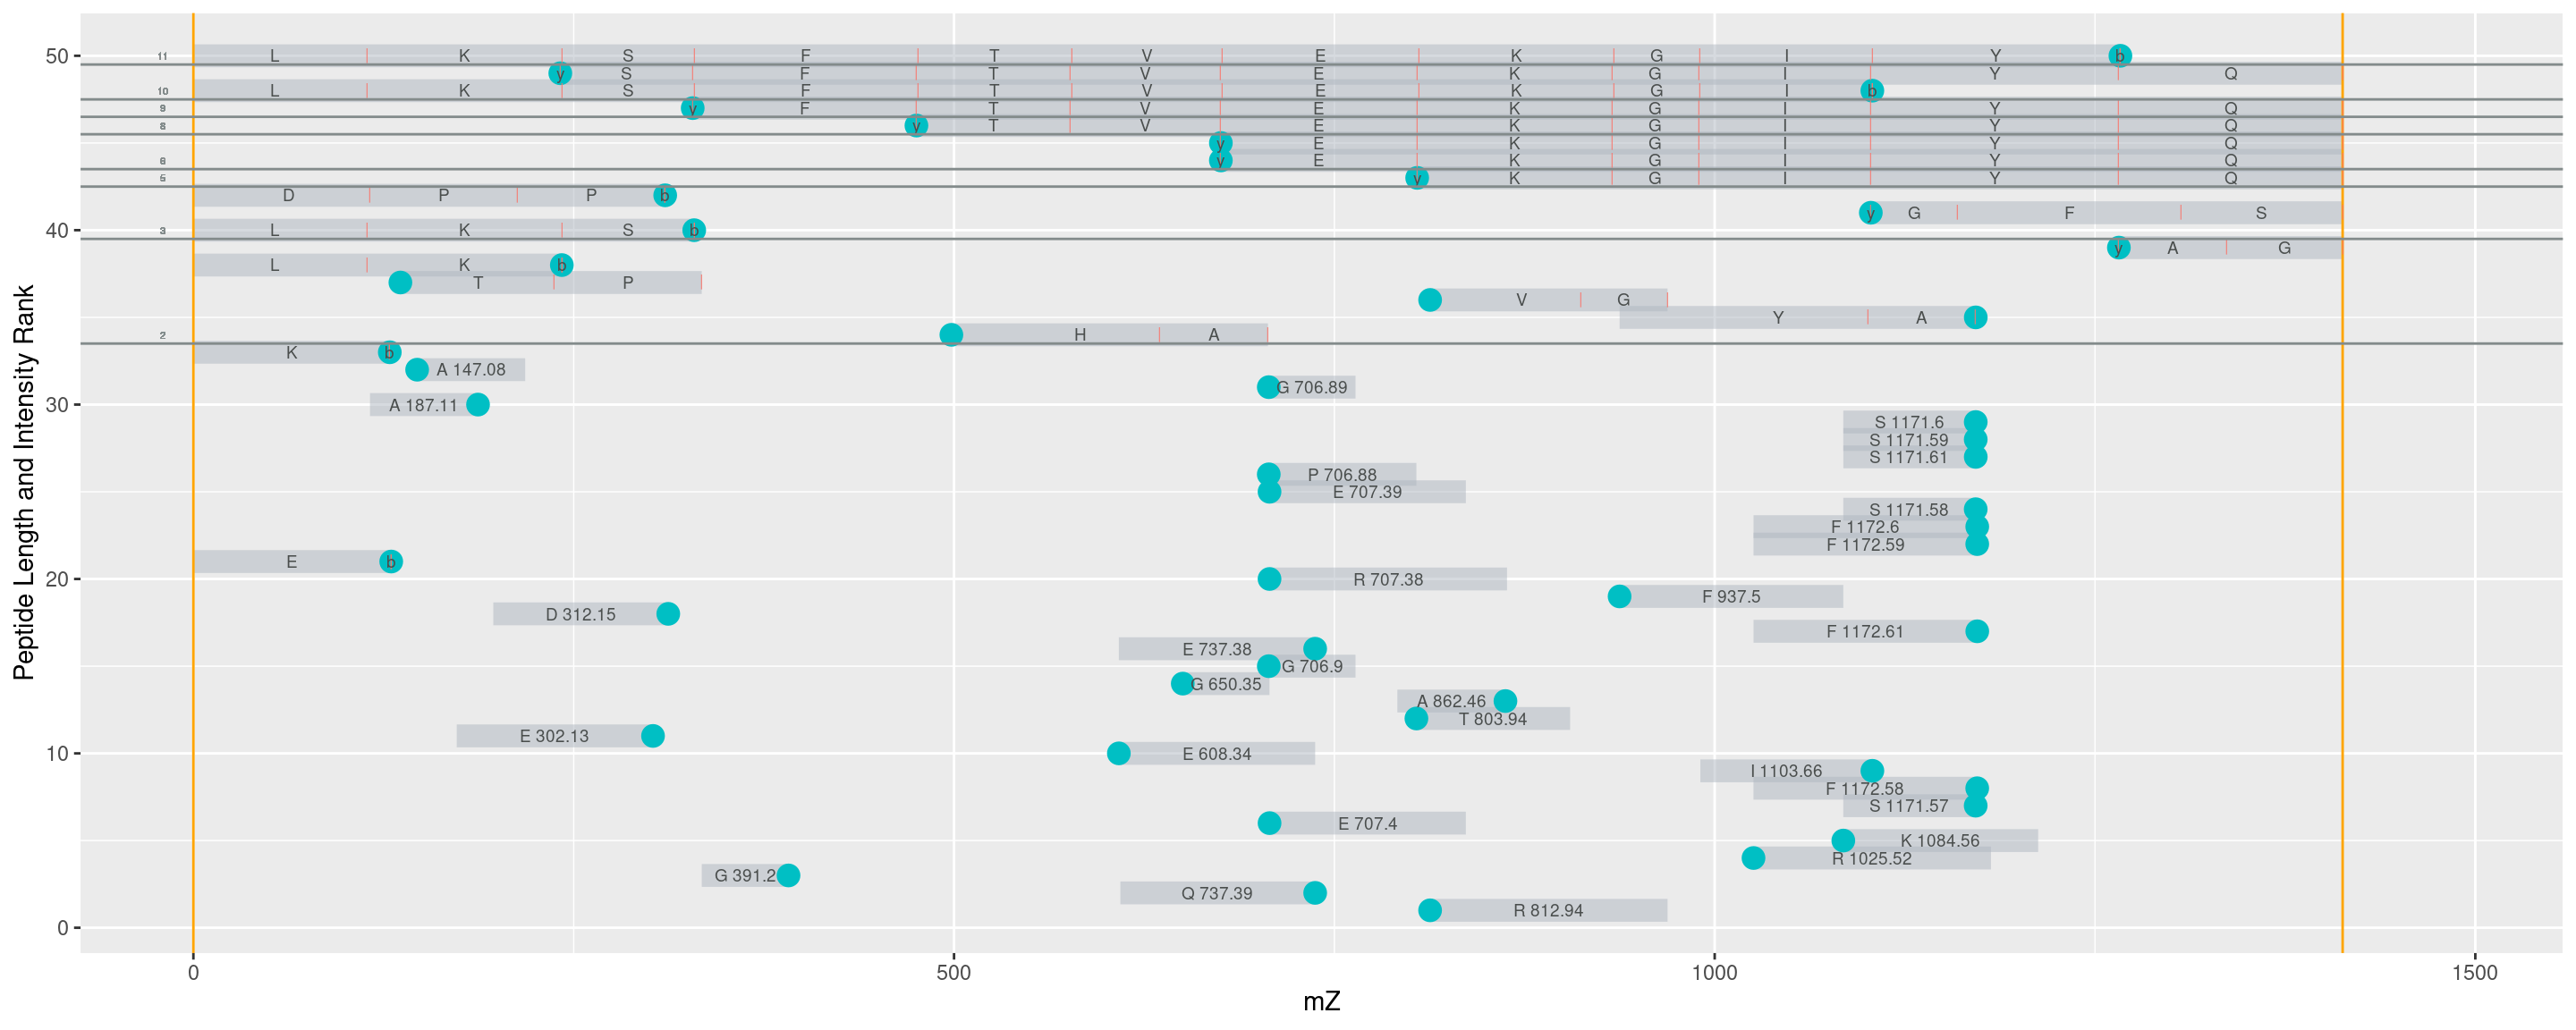 50
11
L K S F T V E K G I Y b
y S F T V E K G I Y Q
10
L K S F T V E K G I b
9
y F T V E K G I Y Q
y T V E K G I Y Q
y E K G I Y Q
6
y E K G I Y Q
y K G I Y Q
D P P b
y G F S
40
3
L K S b
y A G
L K b
T P
V G
Y A
2
H A
K b
A 147.08
G 706.89
30
A 187.11
S 1171.6
S 1171.59
S 1171.61
P 706.88
E 707.39
S 1171.58
F 1172.6
F 1172.59
E b
20
R 707.38
F 937.5
D 312.15
F 1172.61
E 737.38
G 706.9
G 650.35
A 862.46
T 803.94
E 302.13
10
E 608.34
I 1103.66
F 1172.58
S 1171.57
E 707.4
K 1084.56
R 1025.52
G 391.2
Q 737.39
R 812.94
0
0 500 1000 1500
mZ
Peptide Length and Intensity Rank